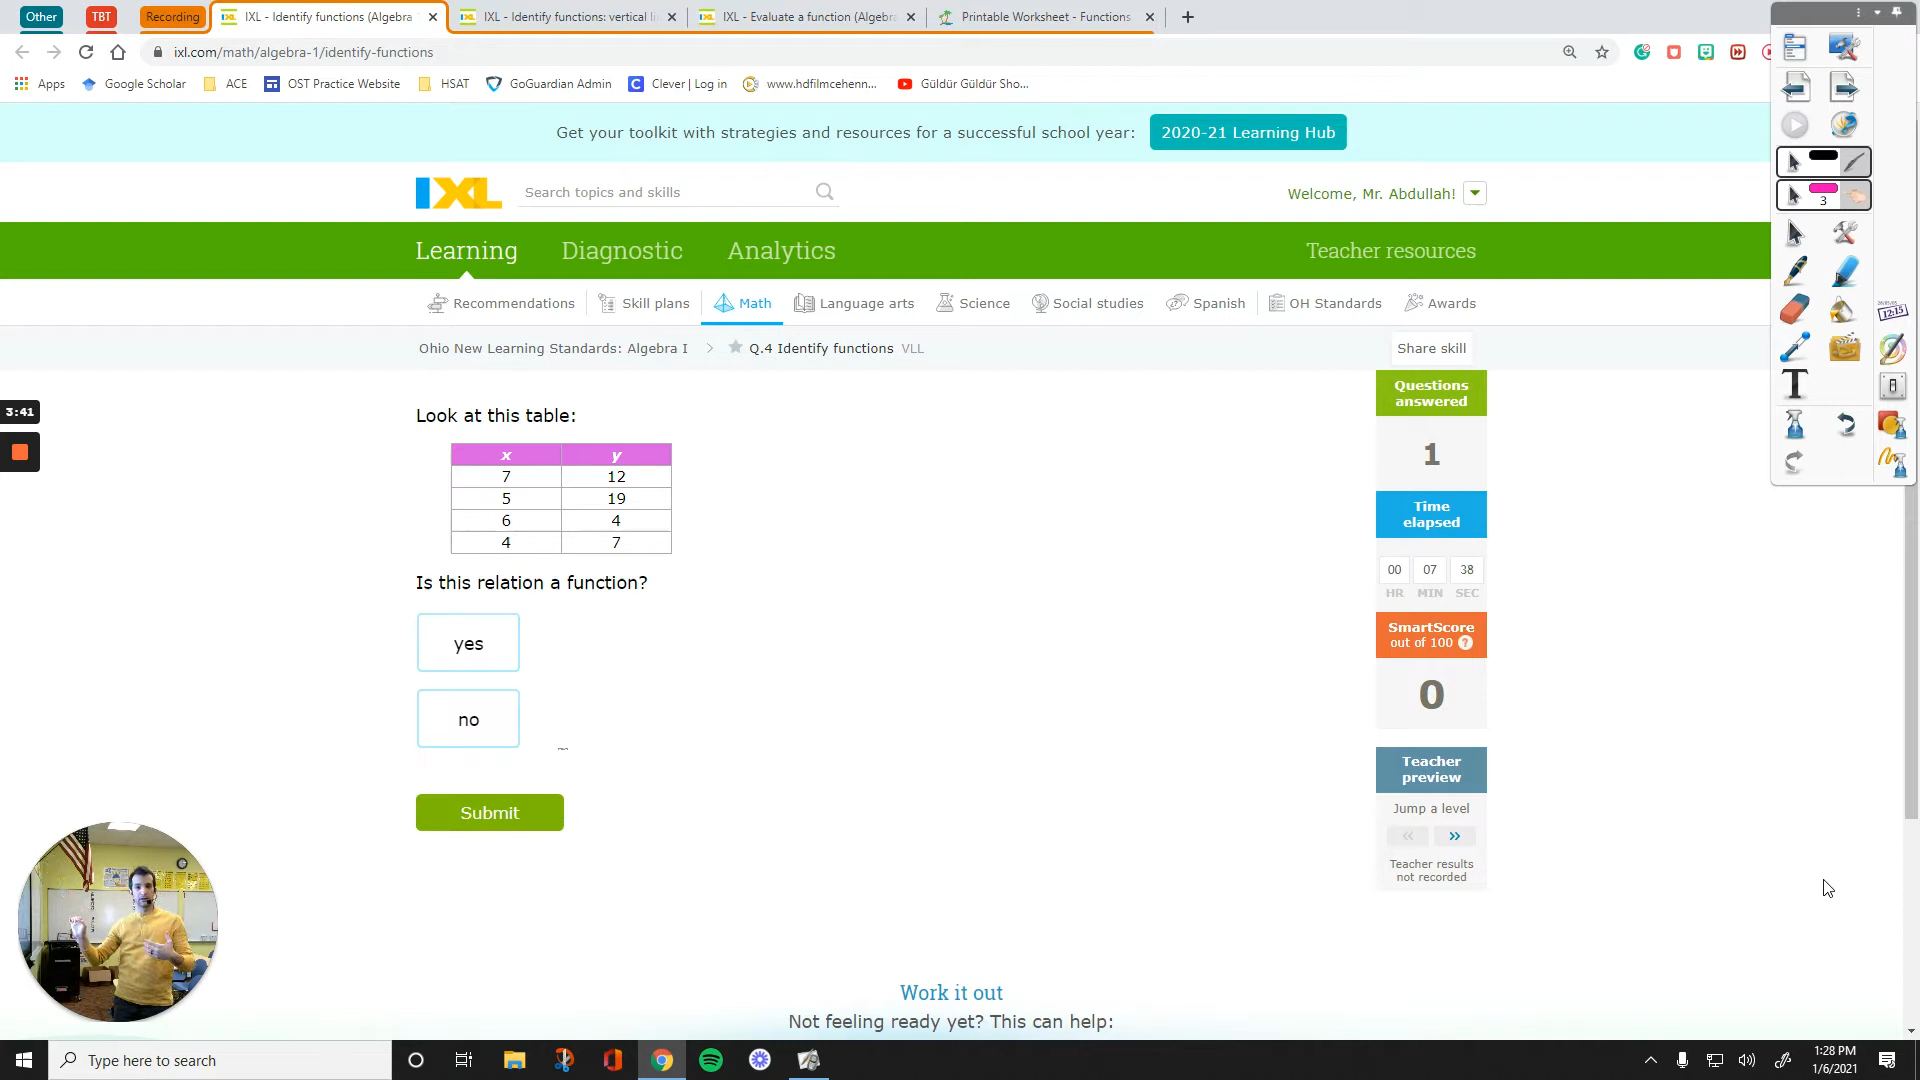 Other
TBT
Recording
IXL - Identify functions (Algebra
IXL - Identify functions: vertical li
IXL - Evaluate a function (Algebra
Printable Worksheet - Functions
ixl.com/math/algebra-1/identify-functions
Apps
Google Scholar
ACE
OST Practice Website
HSAT
GoGuardian Admin
Clever | Log in
www.hdfilmcehenn...
Güldür Güldür Sho...
Get your toolkit with strategies and resources for a successful school year:
2020-21 Learning Hub
IXL
Search topics and skills
Welcome, Mr. Abdullah!
Learning
Diagnostic
Analytics
Teacher resources
Recommendations
Skill plans
Math
Language arts
Science
Social studies
Spanish
OH Standards
Awards
Ohio New Learning Standards: Algebra I > Q.4 Identify functions VLL
Share skill
3:41
Look at this table:
x y
7 12
5 19
6 4
4 7
Is this relation a function?
yes
no
Submit
Questions
answered
1
Time
elapsed
00 07 38
HR MIN SEC
SmartScore
out of 100 ?
0
Teacher
preview
Jump a level
Teacher results
not recorded
Work it out
Not feeling ready yet? This can help:
3
12:15
T
Type here to search
1:28 PM
1/6/2021